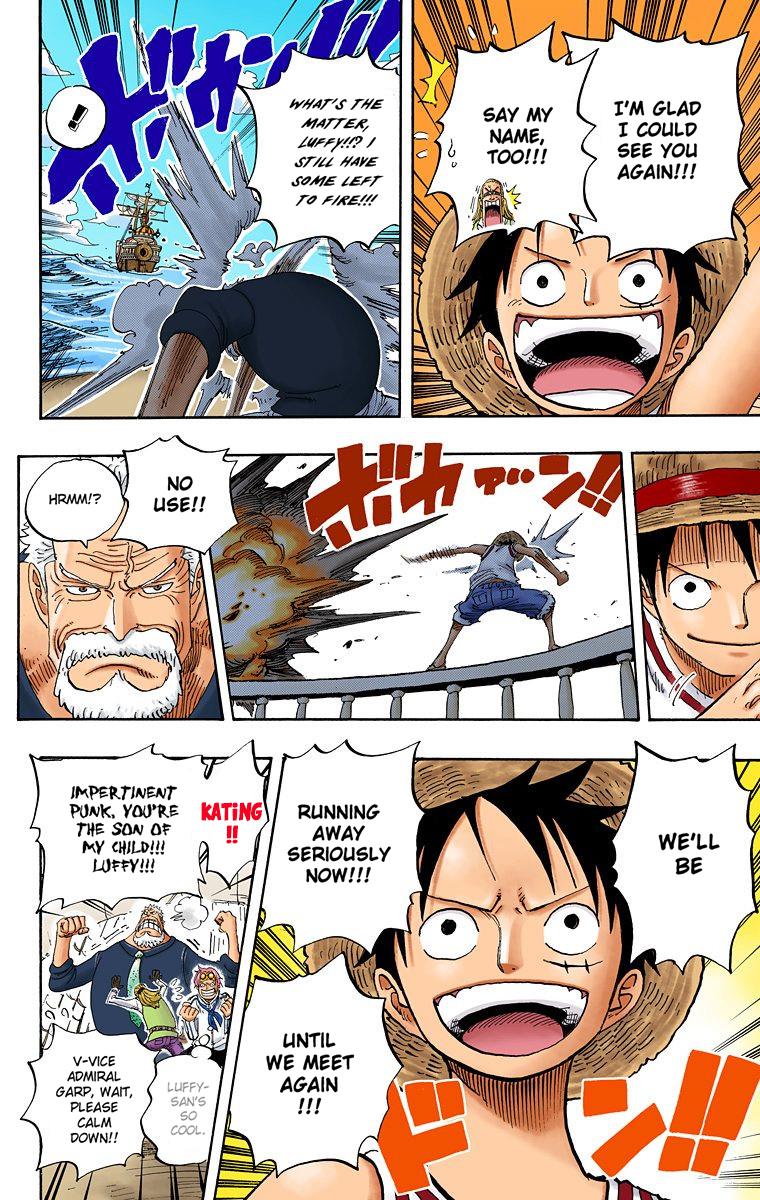 I'M GLAD
I COULD
SEE YOU
AGAIN!!!
SAY MY
NAME,
TOO!!!
WHAT'S THE
MATTER,
LUFFY!!? I
STILL HAVE
SOME LEFT
TO FIRE!!!
!
ボウン!!!
ボカァーン!!
NO
USE!!
HRMM!?
WE'LL
BE
RUNNING
AWAY
SERIOUSLY
NOW!!!
UNTIL
WE MEET
AGAIN
!!!
ドン!!
KATING
!!
IMPERTINENT
PUNK. YOU'RE
THE SON OF
MY CHILD!!!
LUFFY!!!
LUFFY-
SAN'S
SO
COOL.
V-VICE
ADMIRAL
GARP, WAIT,
PLEASE
CALM
DOWN!!